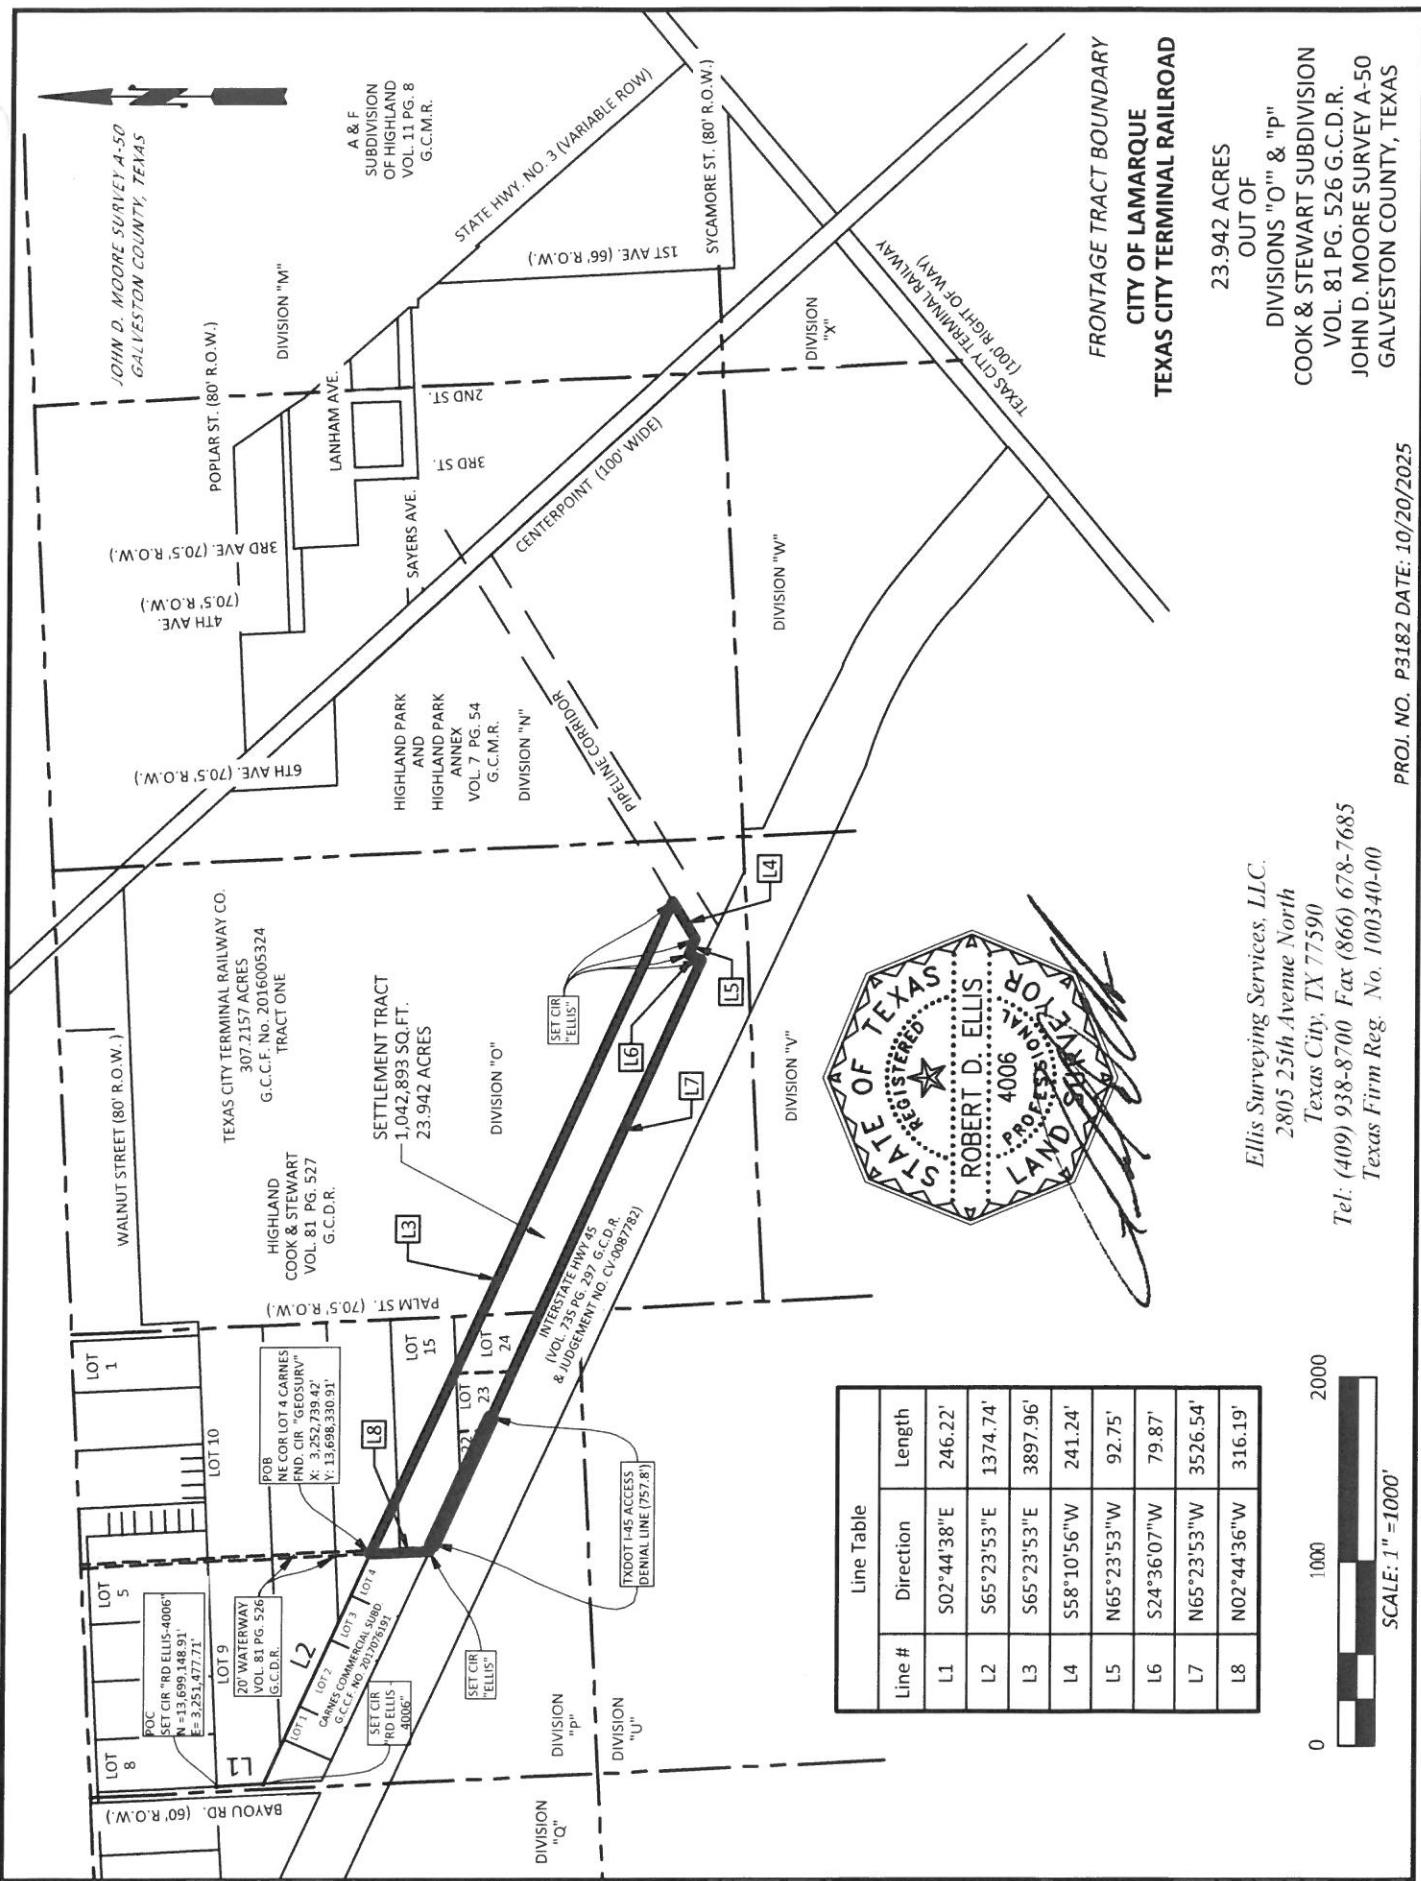 JOHN D. MOORE SURVEY A-50
GALVESTON COUNTY, TEXAS
A & F
SUBDIVISION
OF HIGHLAND
VOL. 11 PG. 8
G.C.M.R.
DIVISION "M"
POPLAR ST. (80' R.O.W.)
LANHAM AVE.
STATE HWY. NO. 3 (VARIABLE ROW)
1ST AVE. (66' R.O.W.)
SYCAMORE ST. (80' R.O.W.)
2ND ST.
3RD ST.
SAYERS AVE.
3RD AVE. (70.5' R.O.W.)
4TH AVE.
(70.5' R.O.W.)
6TH AVE. (70.5' R.O.W.)
CENTERPOINT (100' WIDE)
DIVISION
"X"
TEXAS CITY TERMINAL RAILWAY
(100' RIGHT OF WAY)
DIVISION "W"
HIGHLAND PARK
AND
HIGHLAND PARK
ANNEX
VOL. 7 PG. 54
G.C.M.R.
DIVISION "N"
PIPELINE CORRIDOR
WALNUT STREET (80' R.O.W. )
TEXAS CITY TERMINAL RAILWAY CO.
307.2157 ACRES
G.C.C.F. No. 2016005324
TRACT ONE
HIGHLAND
COOK & STEWART
VOL. 81 PG. 527
G.C.D.R.
SETTLEMENT TRACT
1,042,893 SQ.FT.
23.942 ACRES
DIVISION "O"
SET CIR
"ELLIS"
L3
L4
L5
L6
L7
L8
DIVISION "V"
PALM ST. (70.5' R.O.W.)
INTERSTATE HWY 45
(VOL. 735 PG. 297 G.C.D.R.
& JUDGEMENT NO. CV-0087782)
LOT
1
LOT 10
LOT
15
LOT
24
LOT
23
22
POB
NE COR LOT 4 CARNES
FND. CIR "GEOSURV"
X: 3,252,739.42'
Y: 13,698,330.91'
TXDOT I-45 ACCESS
DENIAL LINE (757.8')
LOT
5
LOT
8
LOT 9
POC
SET CIR "RD ELLIS-4006"
N =13,699,148.91'
E= 3,251,477.71'
20' WATERWAY
VOL. 81 PG. 526
G.C.D.R.
L1
L2
LOT 1
LOT 2
LOT 3
LOT 4
CARNES COMMERCIAL SUBD
G.C.C.F. NO. 2017076191
SET CIR
"RD ELLIS -
4006"
SET CIR
"ELLIS"
BAYOU RD. (60' R.O.W.)
DIVISION
"P"
DIVISION
"U"
DIVISION
"Q"
FRONTAGE TRACT BOUNDARY
CITY OF LAMARQUE
TEXAS CITY TERMINAL RAILROAD
23.942 ACRES
OUT OF
DIVISIONS "O'" & "P"
COOK & STEWART SUBDIVISION
VOL. 81 PG. 526 G.C.D.R.
JOHN D. MOORE SURVEY A-50
GALVESTON COUNTY, TEXAS
PROJ. NO. P3182 DATE: 10/20/2025
STATE OF TEXAS
REGISTERED
ROBERT D. ELLIS
4006
PROFESSIONAL
LAND SURVEYOR
Ellis Surveying Services, LLC.
2805 25th Avenue North
Texas City, TX 77590
Tel: (409) 938-8700 Fax (866) 678-7685
Texas Firm Reg. No. 100340-00
Line Table
Line # Direction Length
L1 S02°44'38"E 246.22'
L2 S65°23'53"E 1374.74'
L3 S65°23'53"E 3897.96'
L4 S58°10'56"W 241.24'
L5 N65°23'53"W 92.75'
L6 S24°36'07"W 79.87'
L7 N65°23'53"W 3526.54'
L8 N02°44'36"W 316.19'
0 1000 2000
SCALE: 1" =1000'